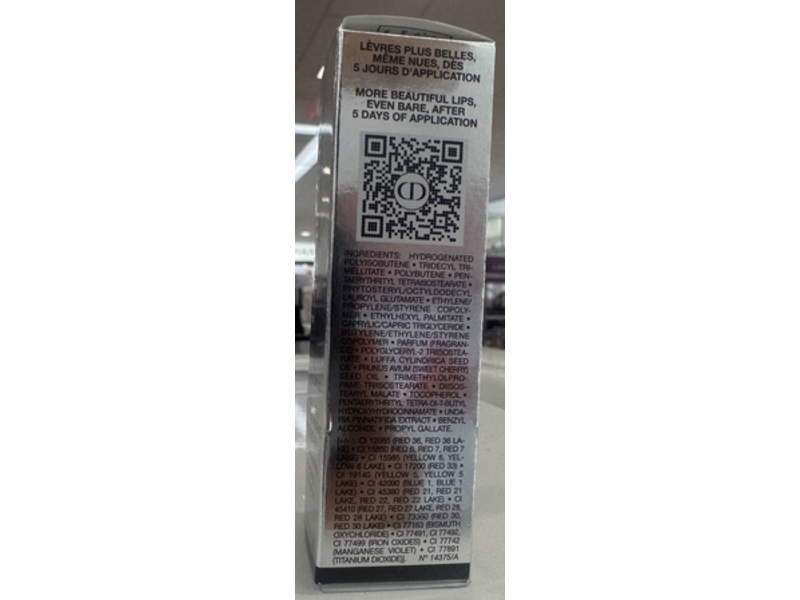 LÈVRES PLUS BELLES,
MÊME NUES, DÈS
5 JOURS D'APPLICATION
MORE BEAUTIFUL LIPS,
EVEN BARE, AFTER
5 DAYS OF APPLICATION
CD
INGREDIENTS: HYDROGENATED
POLYISOBUTENE • TRIDECYL TRI-
MELLITATE • POLYBUTENE • PEN-
TAERYTHRITYL TETRAISOSTEARATE •
PHYTOSTERYL/OCTYLDODECYL
LAUROYL GLUTAMATE • ETHYLENE/
PROPYLENE/STYRENE COPOLY-
MER • ETHYLHEXYL PALMITATE •
CAPRYLIC/CAPRIC TRIGLYCERIDE •
BUTYLENE/ETHYLENE/STYRENE
COPOLYMER • PARFUM (FRAGRAN-
CE) • POLYGLYCERYL-2 TRIISOSTEA-
RATE • LUFFA CYLINDRICA SEED
OIL • PRUNUS AVIUM (SWEET CHERRY)
SEED OIL • TRIMETHYLOLPRO-
PANE TRIISOSTEARATE • DIISOS-
TEARYL MALATE • TOCOPHEROL •
PENTAERYTHRITYL TETRA-DI-T-BUTYL
HYDROXYHYDROCINNAMATE • UNDA-
RIA PINNATIFIDA EXTRACT • BENZYL
ALCOHOL • PROPYL GALLATE.
[+/-: CI 12085 (RED 36, RED 36 LA-
KE) • CI 15850 (RED 6, RED 7, RED 7
LAKE) • CI 15985 (YELLOW 6, YEL-
LOW 6 LAKE) • CI 17200 (RED 33) •
CI 19140 (YELLOW 5, YELLOW 5
LAKE) • CI 42090 (BLUE 1, BLUE 1
LAKE) • CI 45380 (RED 21, RED 21
LAKE, RED 22, RED 22 LAKE) • CI
45410 (RED 27, RED 27 LAKE, RED 28,
RED 28 LAKE) • CI 73360 (RED 30,
RED 30 LAKE) • CI 77163 (BISMUTH
OXYCHLORIDE) • CI 77491, CI 77492,
CI 77499 (IRON OXIDES) • CI 77742
(MANGANESE VIOLET) • CI 77891
(TITANIUM DIOXIDE)]. N° 14375/A